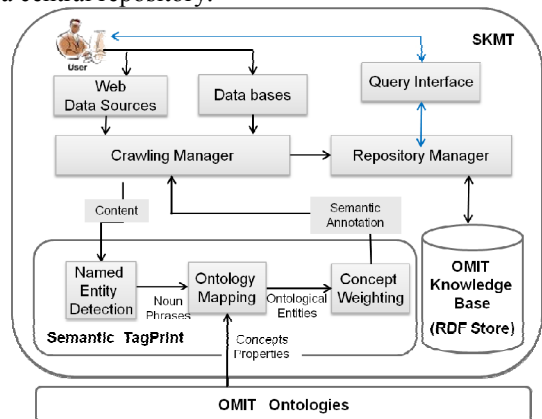 a central repository.
SKMT
User
Web
Data Sources
Data bases
Query Interface
Crawling Manager
Repository Manager
Content
Semantic
Annotation
Named
Entity
Detection
Noun
Phrases
Ontology
Mapping
Ontological
Entities
Concept
Weighting
OMIT
Knowledge
Base
(RDF Store)
Semantic TagPrint
Concepts
Properties
OMIT Ontologies